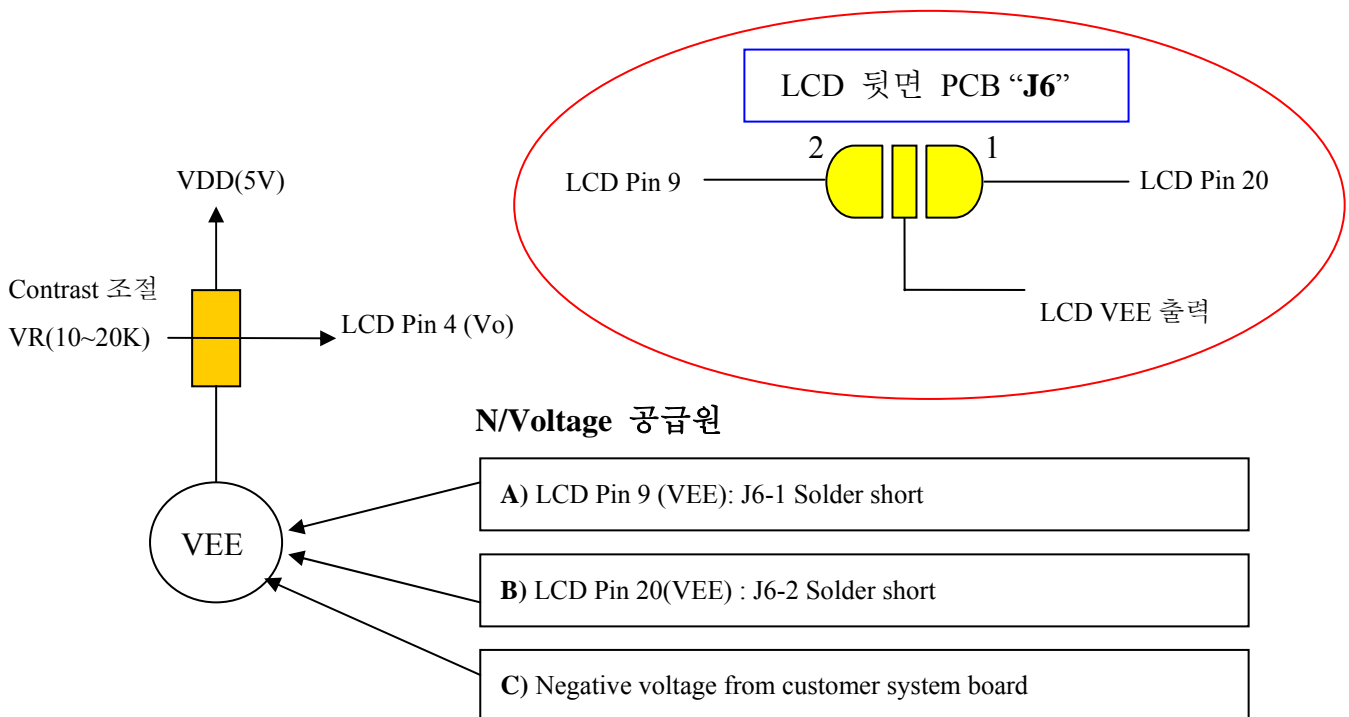 LCD 뒷면 PCB “J6”
2
1
LCD Pin 9
LCD Pin 20
LCD VEE 출력
VDD(5V)
Contrast 조절
VR(10~20K)
LCD Pin 4 (Vo)
N/Voltage 공급원
VEE
A) LCD Pin 9 (VEE): J6-1 Solder short
B) LCD Pin 20(VEE) : J6-2 Solder short
C) Negative voltage from customer system board